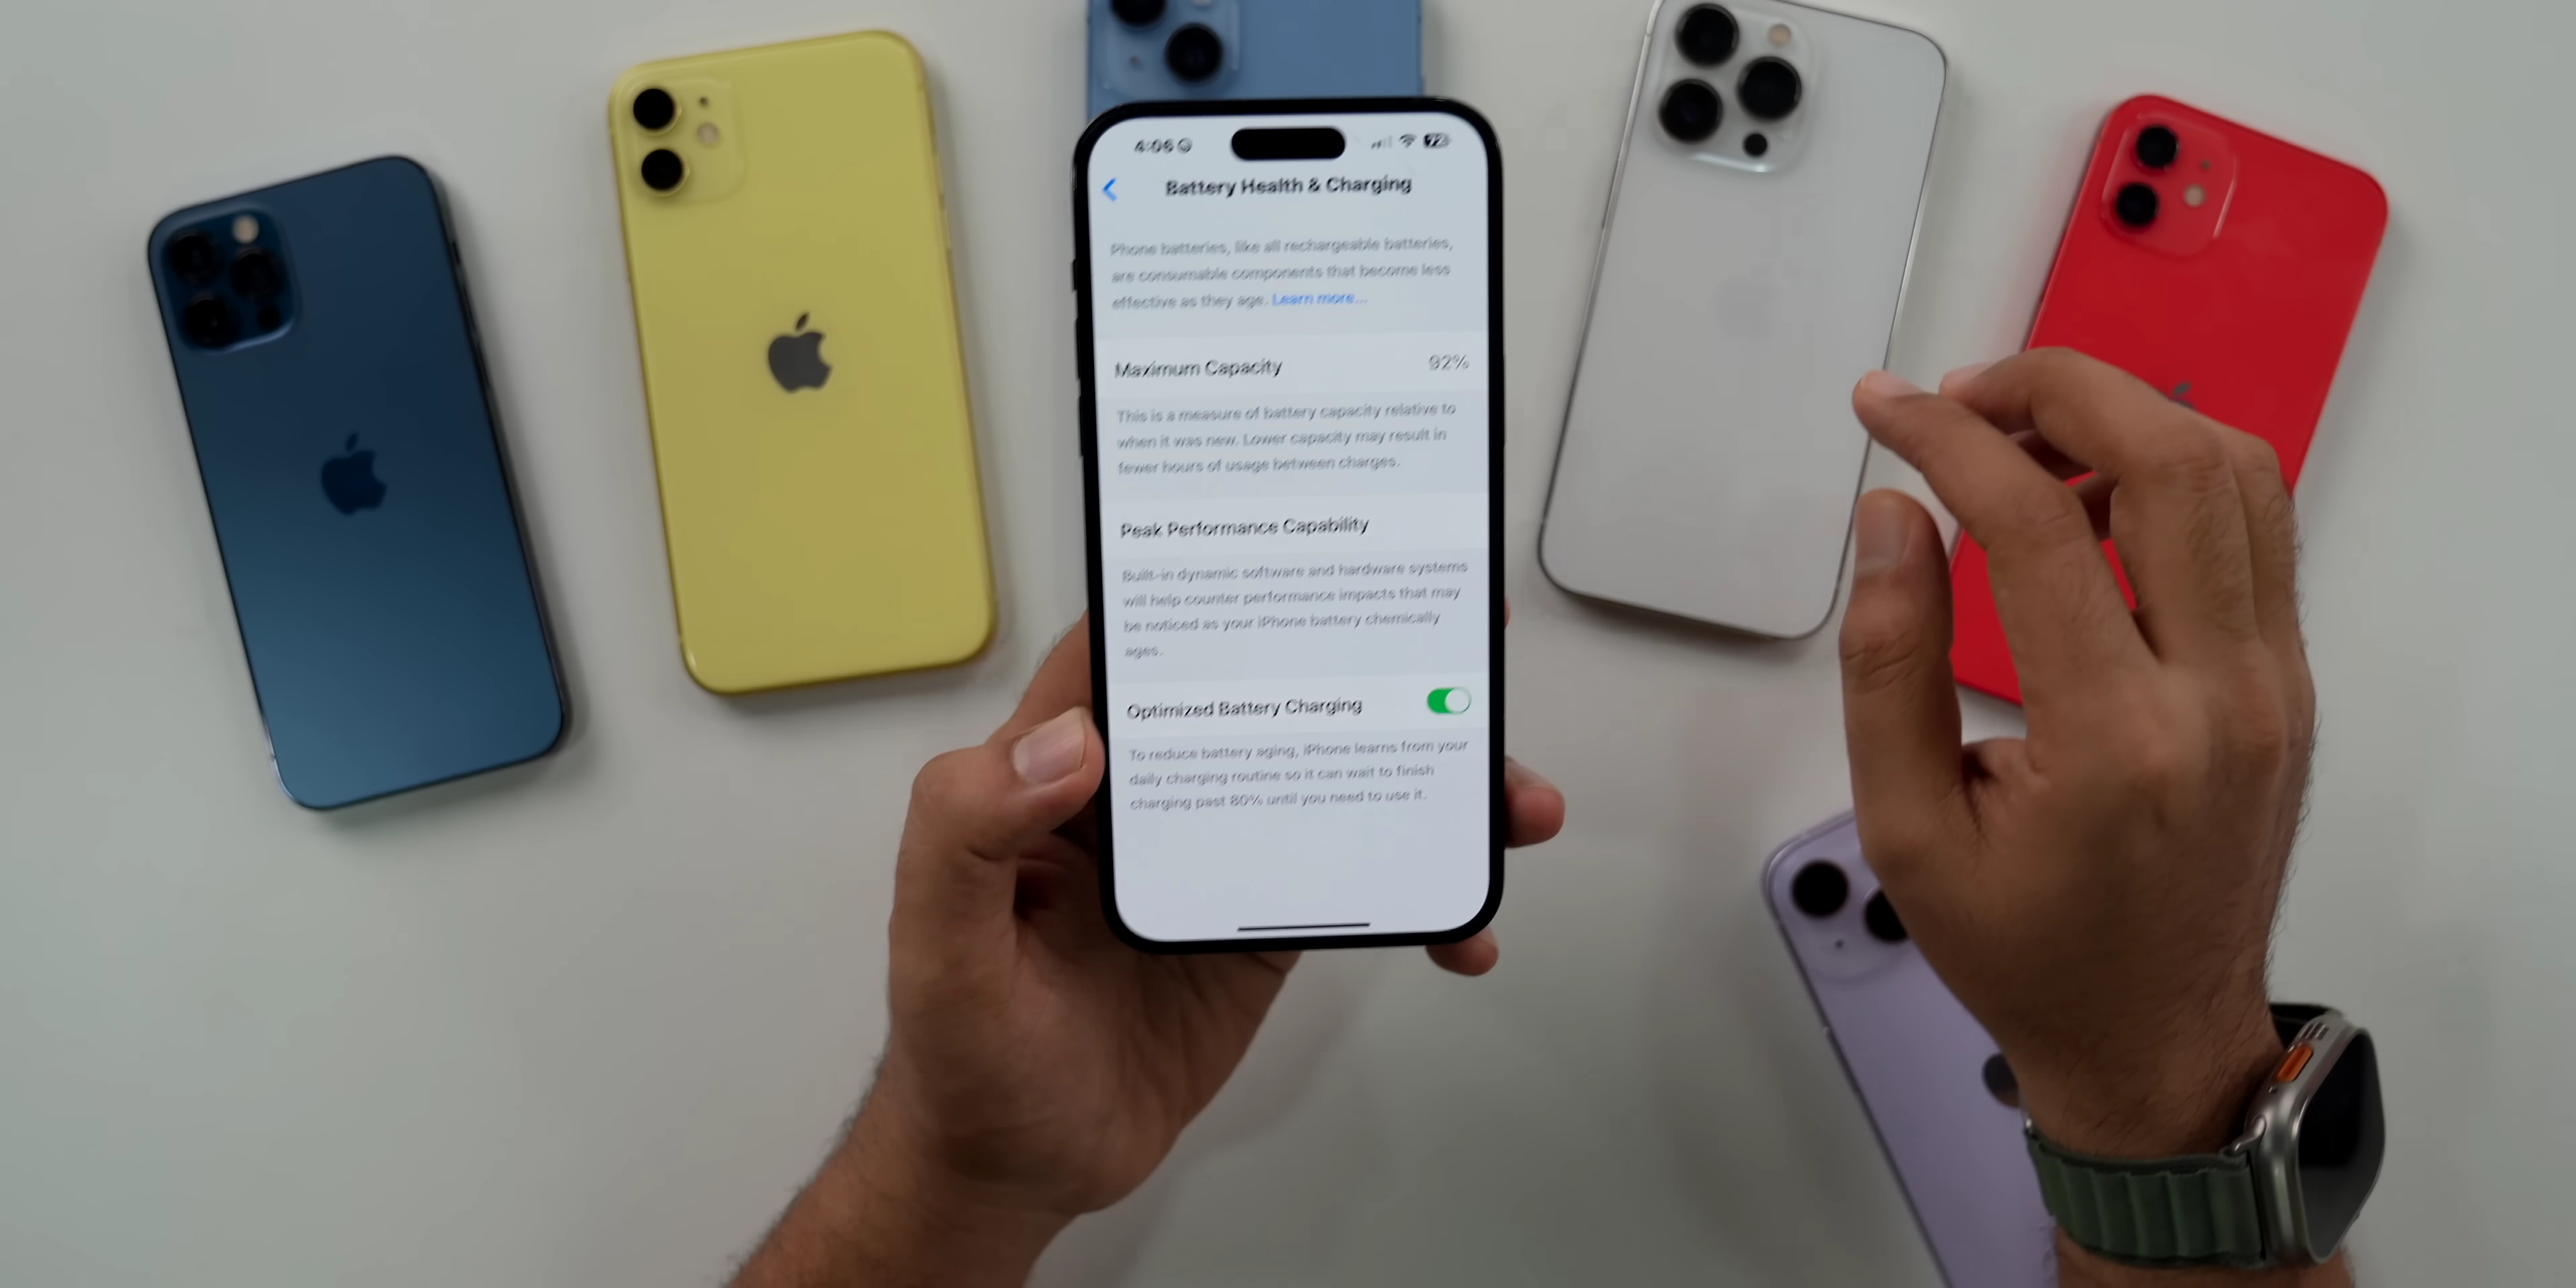 4:06
72
Battery Health & Charging
Phone batteries, like all rechargeable batteries,
are consumable components that become less
effective as they age. Learn more...
Maximum Capacity 92%
This is a measure of battery capacity relative to
when it was new. Lower capacity may result in
fewer hours of usage between charges.
Peak Performance Capability
Built-in dynamic software and hardware systems
will help counter performance impacts that may
be noticed as your iPhone battery chemically
ages.
Optimized Battery Charging
To reduce battery aging, iPhone learns from your
daily charging routine so it can wait to finish
charging past 80% until you need to use it.